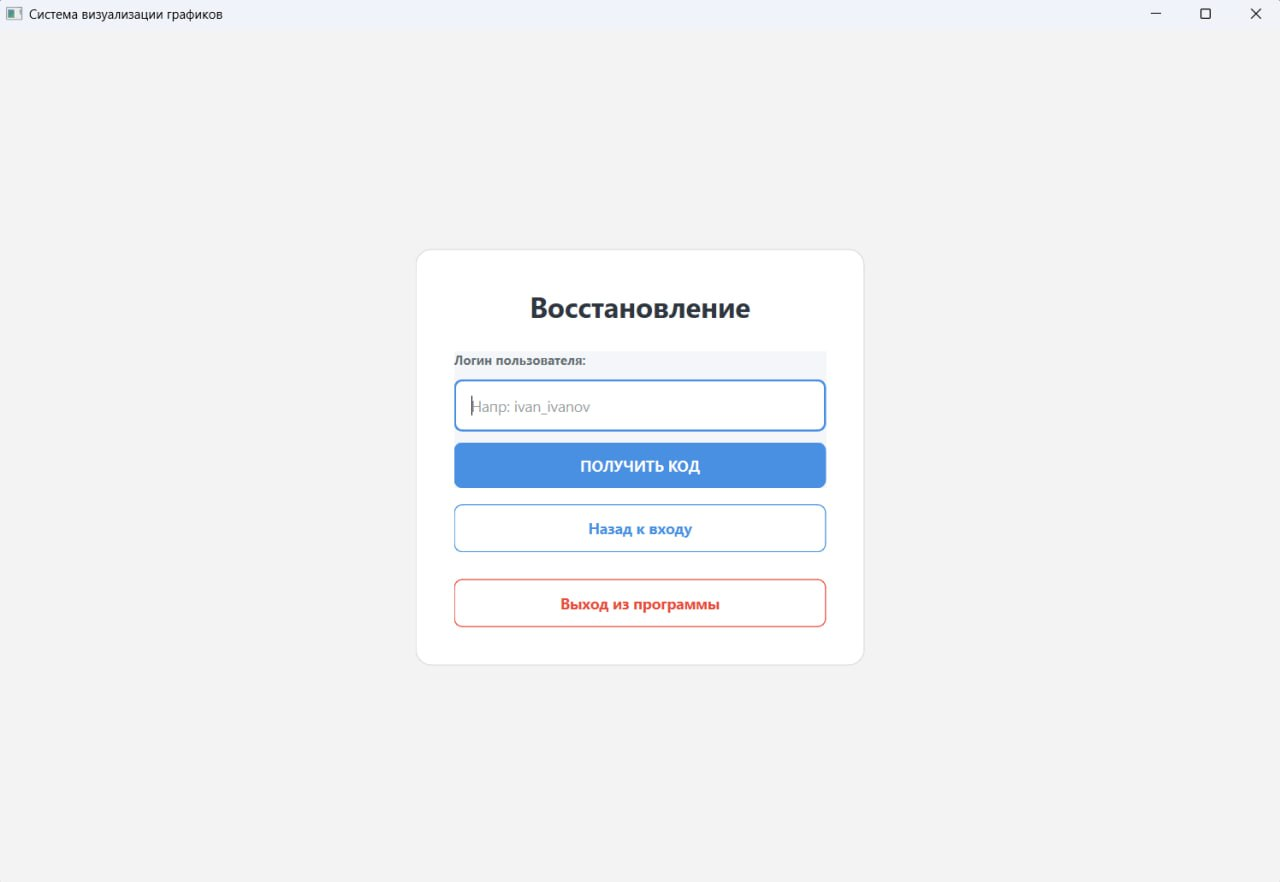 Система визуализации графиков
Восстановление
Логин пользователя:
Напр: ivan_ivanov
ПОЛУЧИТЬ КОД
Назад к входу
Выход из программы